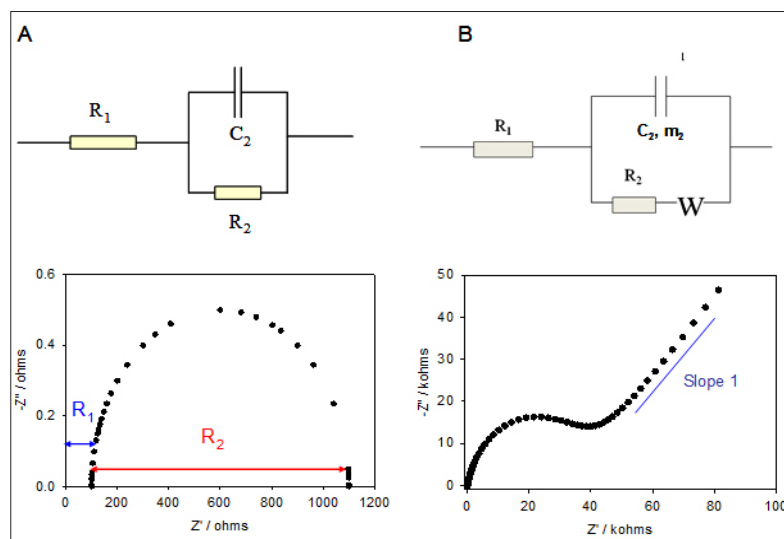 A
R1
C2
R2
B
ı
R1
C2, m2
R2
W
0.6
0.4
0.2
0.0
-Z" / ohms
R1
R2
0 200 400 600 800 1000 1200
Z' / ohms
50
40
30
20
10
0
-Z" / kohms
Slope 1
0 20 40 60 80 100
Z' / kohms